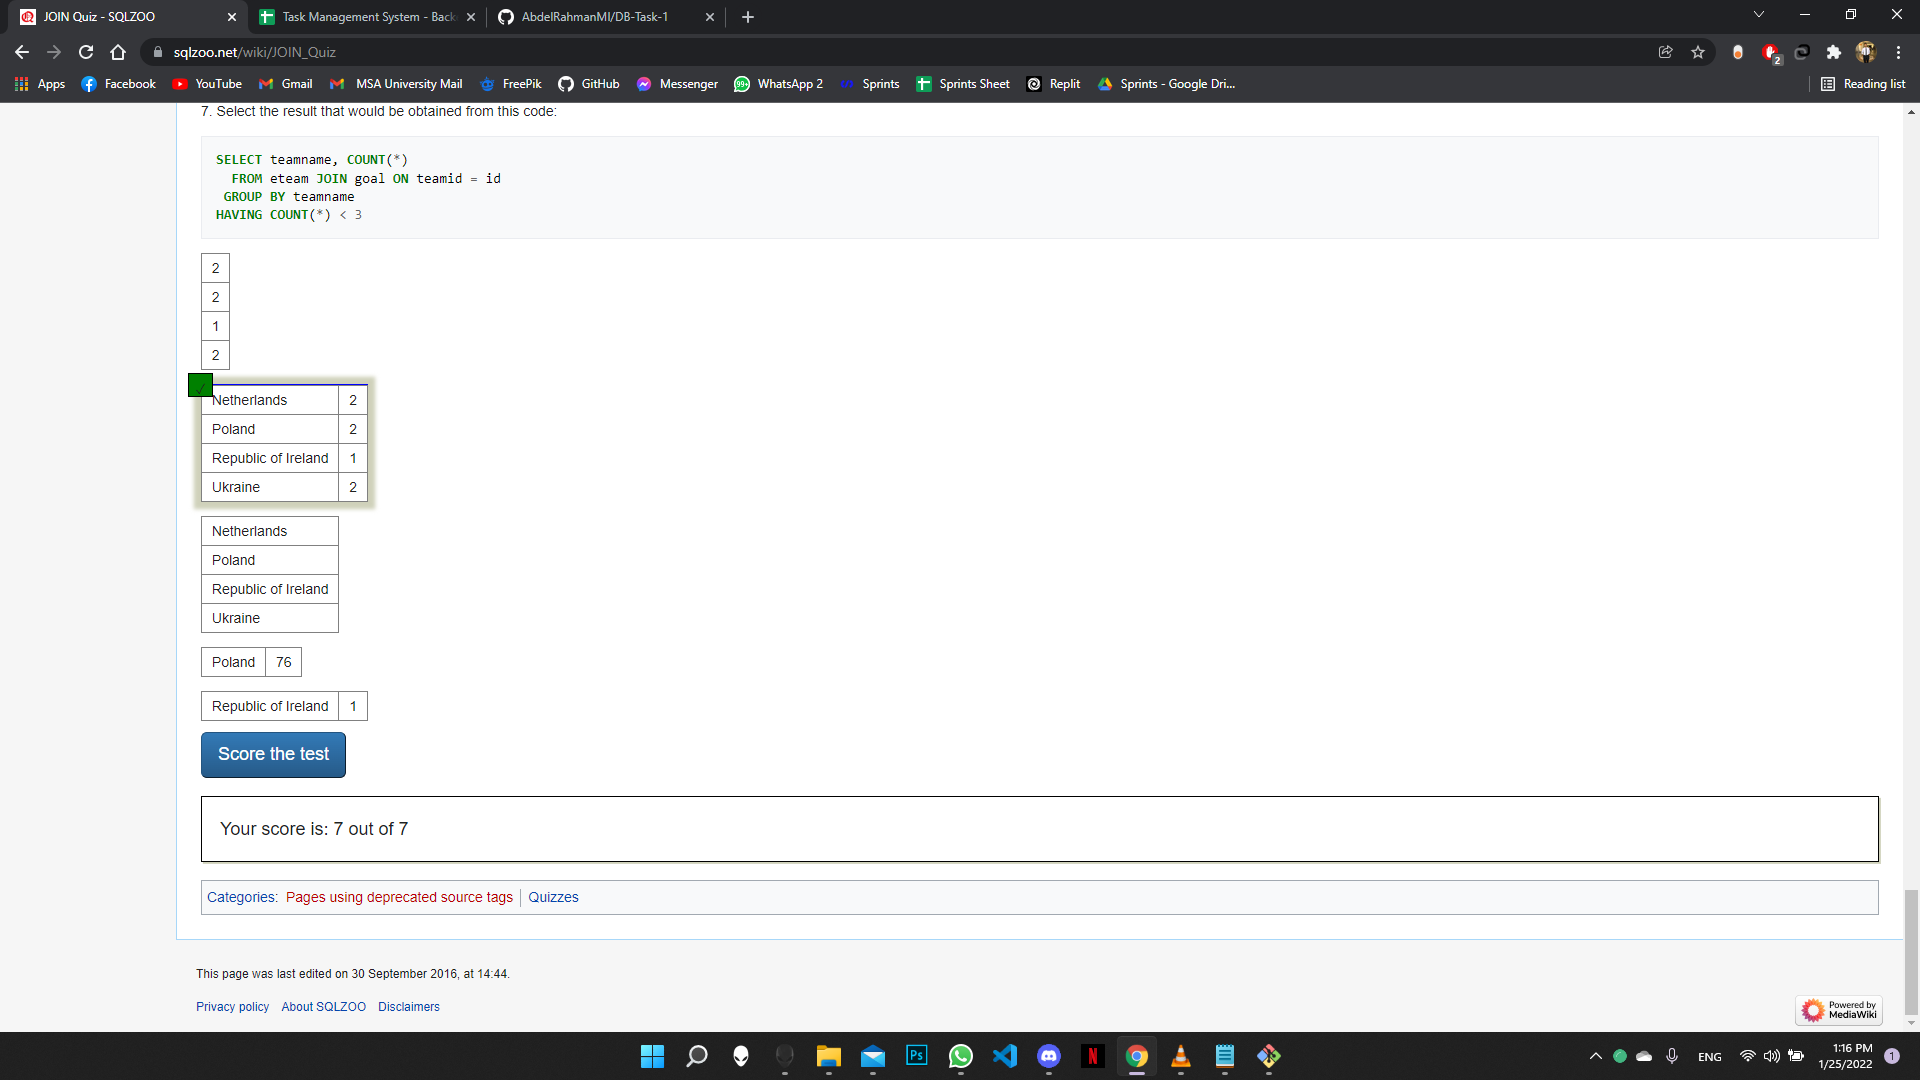 JOIN Quiz - SQLZOO
Task Management System - Back
AbdelRahmanMI/DB-Task-1
sqlzoo.net/wiki/JOIN_Quiz
2
Apps Facebook YouTube Gmail MSA University Mail FreePik GitHub Messenger 99+ WhatsApp 2 Sprints Sprints Sheet Replit Sprints - Google Dri... Reading list
7. Select the result that would be obtained from this code:
SELECT teamname, COUNT(*)
FROM eteam JOIN goal ON teamid = id
GROUP BY teamname
HAVING COUNT(*) < 3
2
2
1
2
Netherlands 2
Poland 2
Republic of Ireland 1
Ukraine 2
Netherlands
Poland
Republic of Ireland
Ukraine
Poland 76
Republic of Ireland 1
Score the test
Your score is: 7 out of 7
Categories: Pages using deprecated source tags Quizzes
This page was last edited on 30 September 2016, at 14:44.
Privacy policy About SQLZOO Disclaimers
Powered by
MediaWiki
Ps
N
ENG
1:16 PM
1/25/2022
1